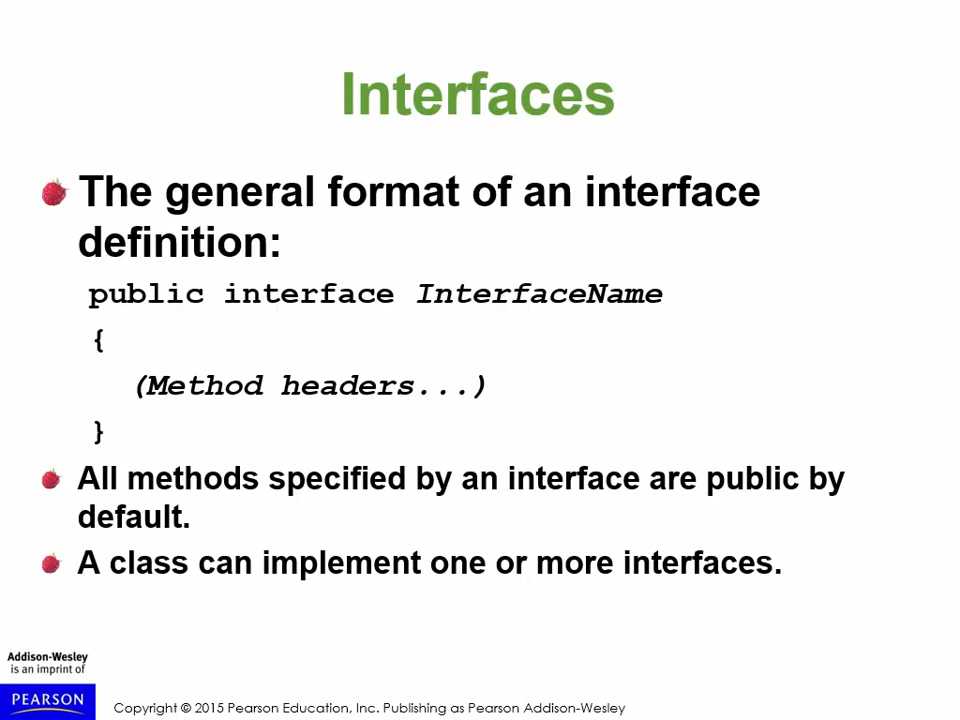 Interfaces
The general format of an interface
definition:
public interface InterfaceName
{
(Method headers...)
}
All methods specified by an interface are public by
default.
A class can implement one or more interfaces.
Addison-Wesley
is an imprint of
PEARSON
Copyright © 2015 Pearson Education, Inc. Publishing as Pearson Addison-Wesley